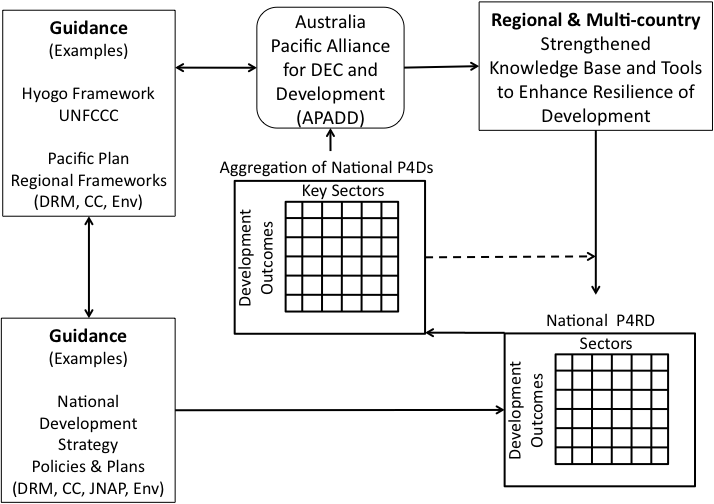 Guidance
(Examples)
Hyogo Framework
UNFCCC
Pacific Plan
Regional Frameworks
(DRM, CC, Env)
Australia
Pacific Alliance
for DEC and
Development
(APADD)
Regional & Multi-country
Strengthened
Knowledge Base and Tools
to Enhance Resilience of
Development
Aggregation of National P4Ds
Key Sectors
Development
Outcomes
National P4RD
Sectors
Development
Outcomes
Guidance
(Examples)
National
Development
Strategy
Policies & Plans
(DRM, CC, JNAP, Env)